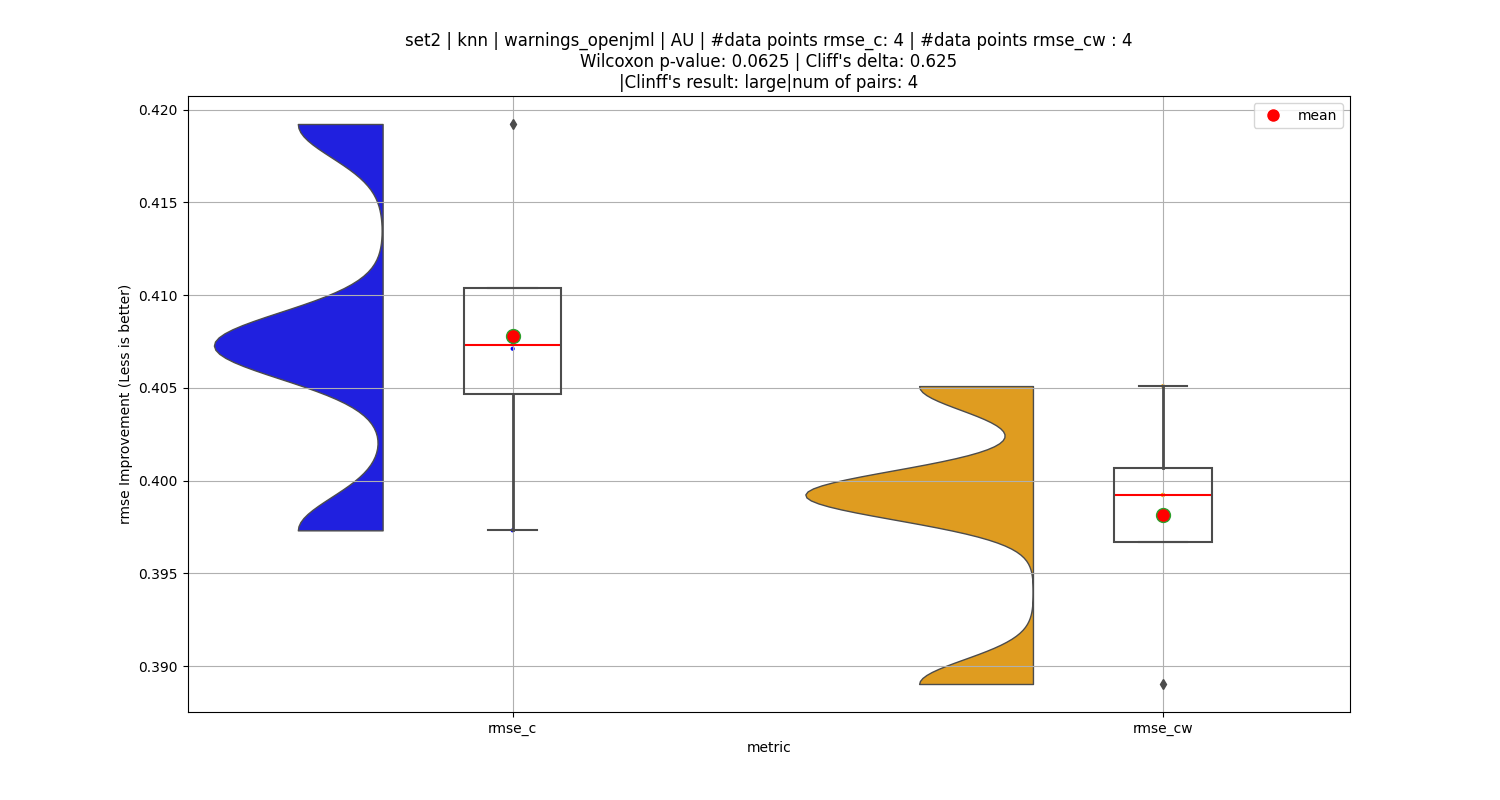 set2 | knn | warnings_openjml | AU | #data points rmse_c: 4 | #data points rmse_cw : 4
Wilcoxon p-value: 0.0625 | Cliff's delta: 0.625
|Clinff's result: large|num of pairs: 4
mean
rmse Improvement (Less is better)
0.420
0.415
0.410
0.405
0.400
0.395
0.390
rmse_c
rmse_cw
metric